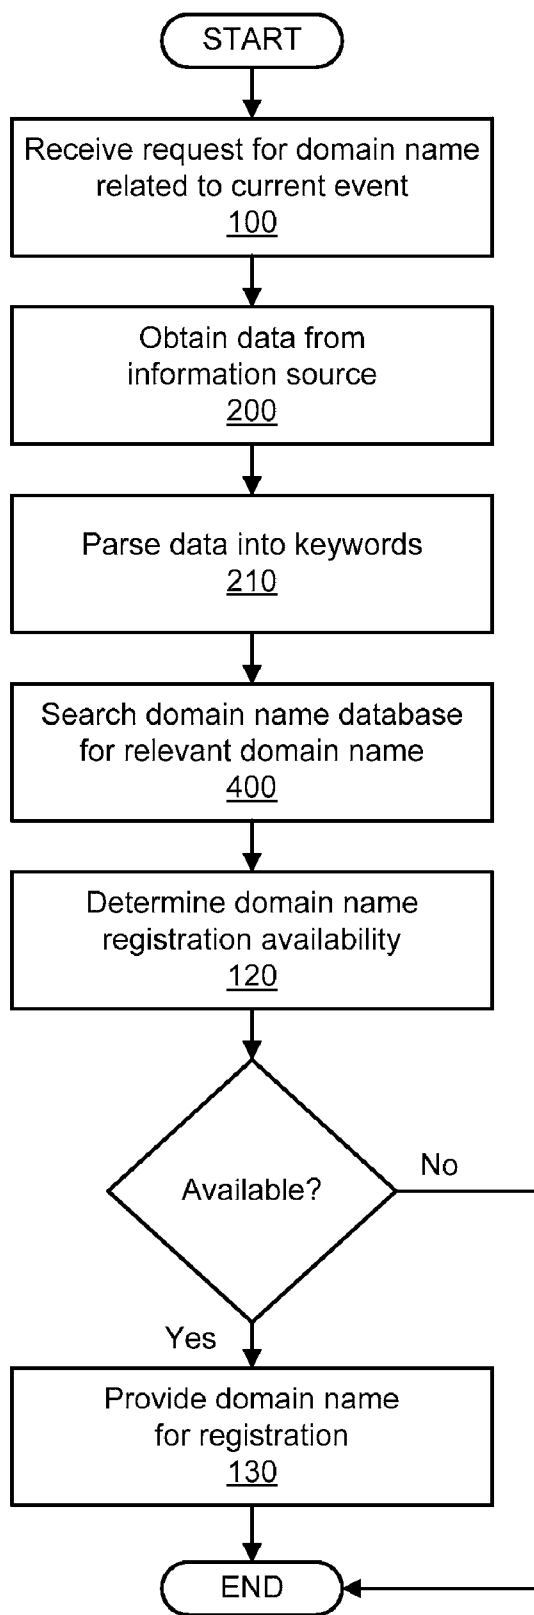 START
Receive request for domain name
related to current event
100
Obtain data from
information source
200
Parse data into keywords
210
Search domain name database
for relevant domain name
400
Determine domain name
registration availability
120
Available?
No
Yes
Provide domain name
for registration
130
END